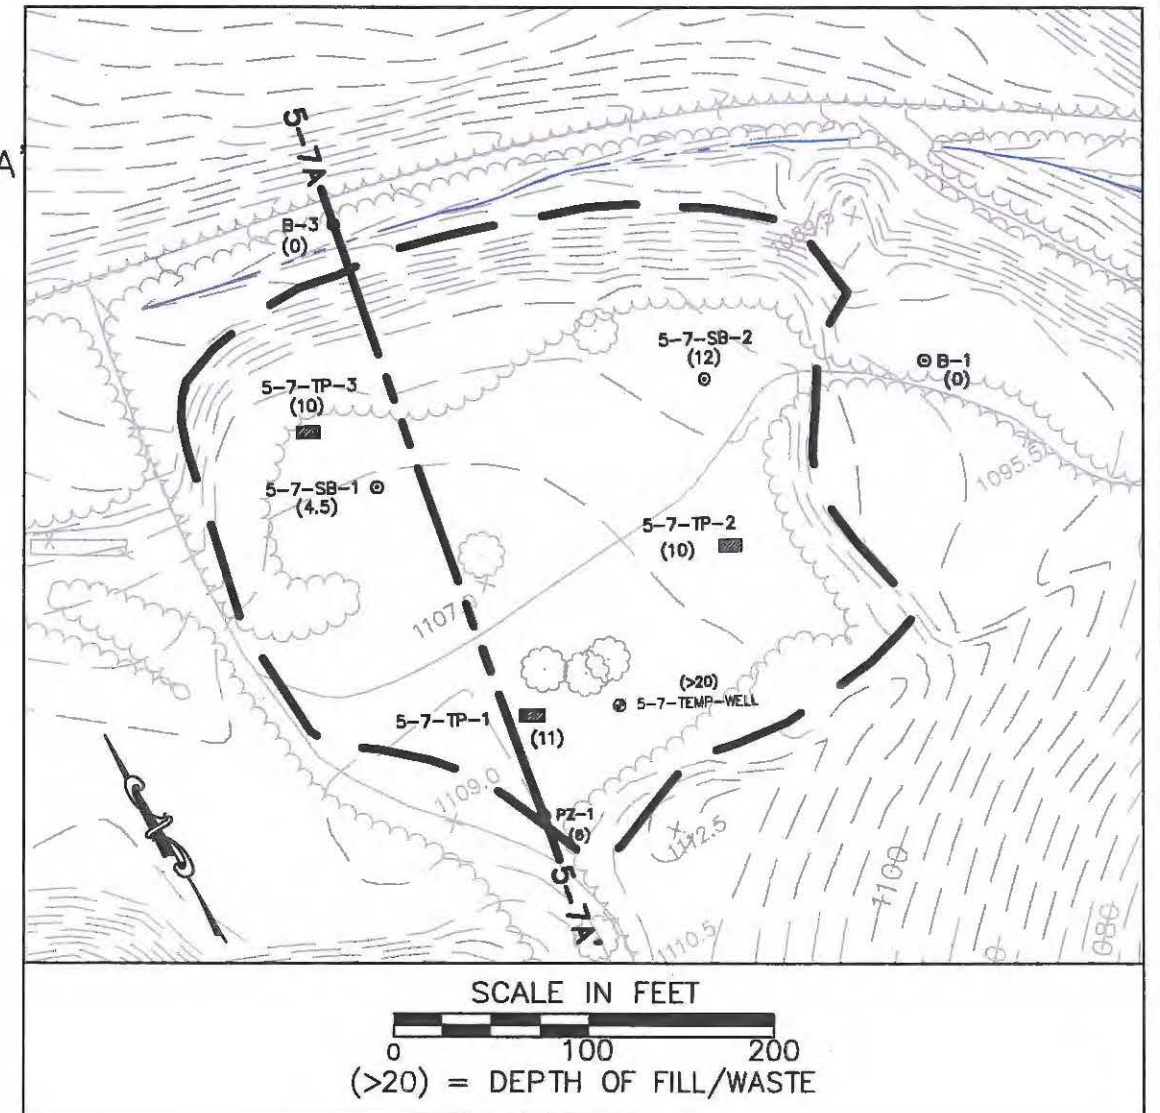 A'
5-7A
B-3
(0)
1089.5
5-7-SB-2
(12)
B-1
(0)
5-7-TP-3
(10)
5-7-SB-1
(4.5)
1095.5
5-7-TP-2
(10)
1107.0
(>20)
5-7-TEMP-WELL
5-7-TP-1
(11)
1109.0
PZ-1
5-7A'
1112.5
1100
1110.5
SCALE IN FEET
0 100 200
(>20) = DEPTH OF FILL/WASTE